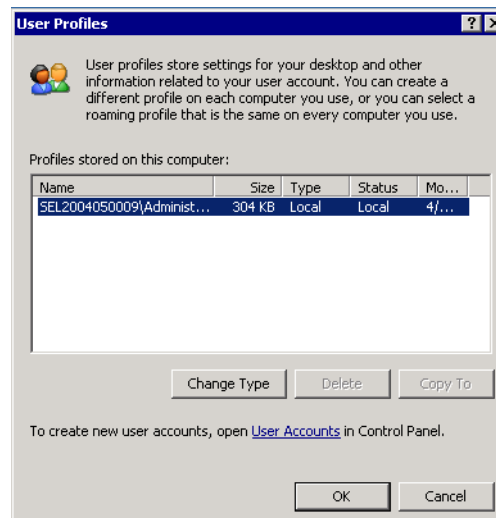 User Profiles
User profiles store settings for your desktop and other
information related to your user account. You can create a
different profile on each computer you use, or you can select a
roaming profile that is the same on every computer you use.
Profiles stored on this computer:
Name Size Type Status Mo...
SEL2004050009\Administ... 304 KB Local Local 4/...
Change Type Delete Copy To
To create new user accounts, open User Accounts in Control Panel.
OK Cancel